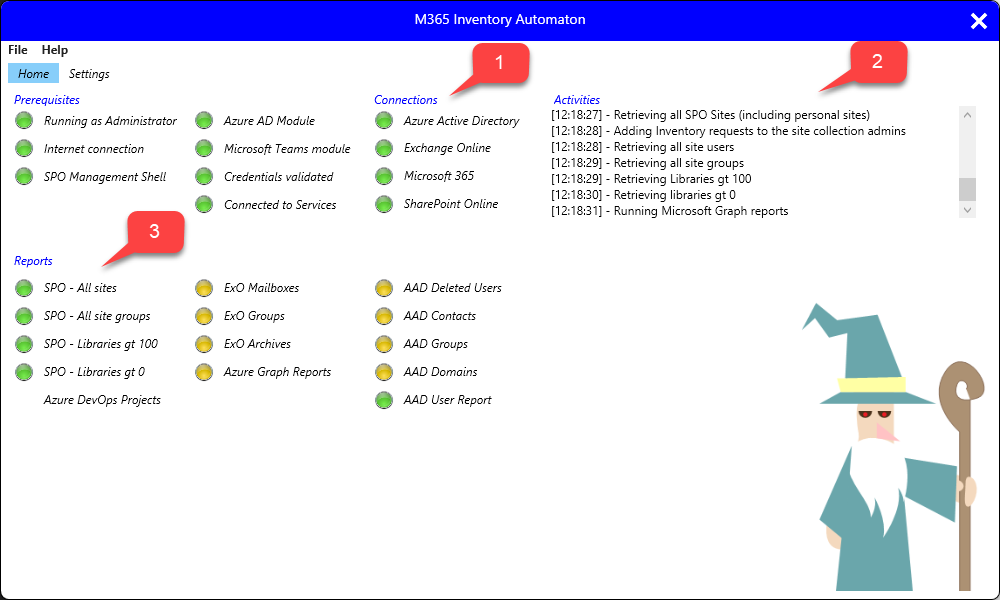 M365 Inventory Automaton
File Help
Home Settings
1
2
Prerequisites
Running as Administrator
Internet connection
SPO Management Shell
Azure AD Module
Microsoft Teams module
Credentials validated
Connected to Services
Connections
Azure Active Directory
Exchange Online
Microsoft 365
SharePoint Online
Activities
[12:18:27] - Retrieving all SPO Sites (including personal sites)
[12:18:28] - Adding Inventory requests to the site collection admins
[12:18:28] - Retrieving all site users
[12:18:29] - Retrieving all site groups
[12:18:29] - Retrieving Libraries gt 100
[12:18:30] - Retrieving libraries gt 0
[12:18:31] - Running Microsoft Graph reports
3
Reports
SPO - All sites
SPO - All site groups
SPO - Libraries gt 100
SPO - Libraries gt 0
Azure DevOps Projects
ExO Mailboxes
ExO Groups
ExO Archives
Azure Graph Reports
AAD Deleted Users
AAD Contacts
AAD Groups
AAD Domains
AAD User Report